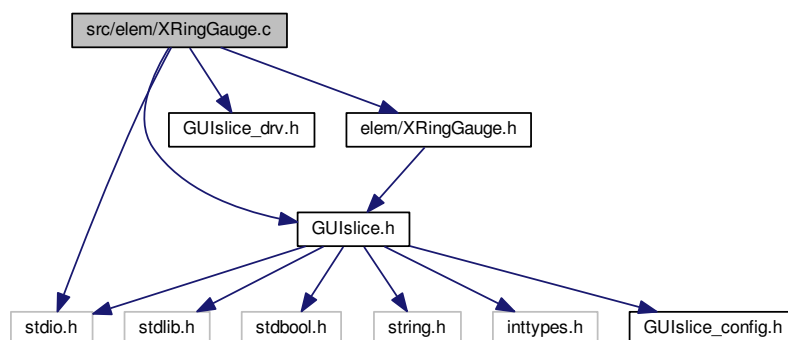 src/elem/XRingGauge.c
GUIslice_drv.h
elem/XRingGauge.h
GUIslice.h
stdio.h
stdlib.h
stdbool.h
string.h
inttypes.h
GUIslice_config.h